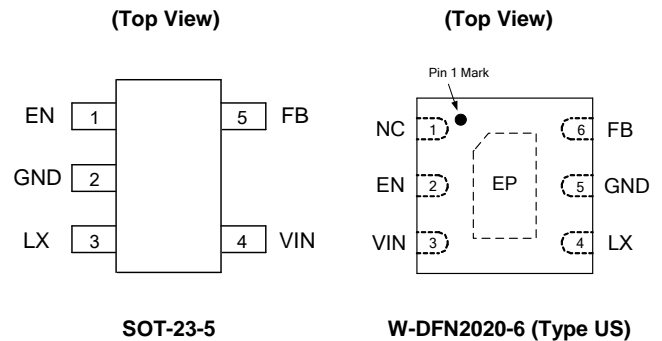 (Top View)
EN 1 5 FB
GND 2
LX 3 4 VIN
SOT-23-5
(Top View)
Pin 1 Mark
NC 1 6 FB
EN 2 EP 5 GND
VIN 3 4 LX
W-DFN2020-6 (Type US)